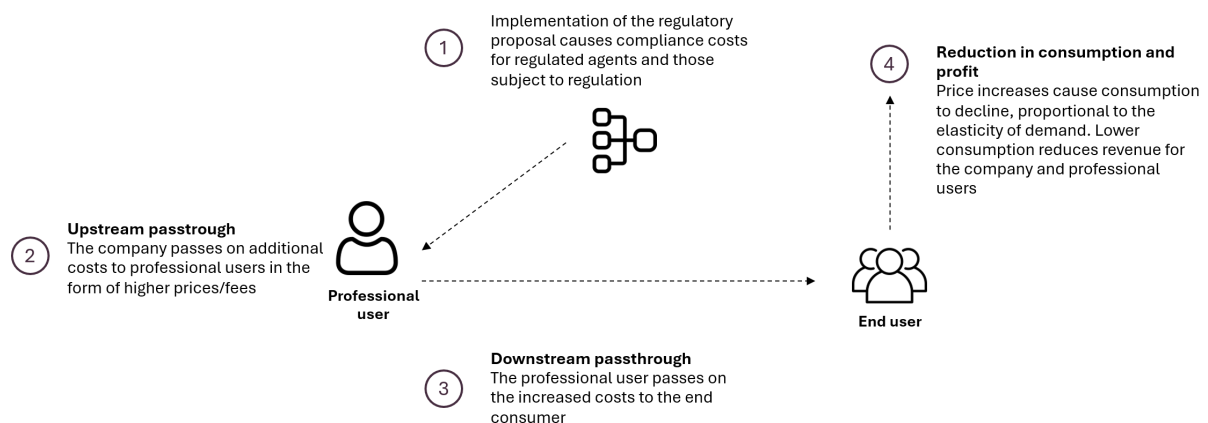 1
Implementation of the regulatory
proposal causes compliance costs
for regulated agents and those
subject to regulation
4
Reduction in consumption and
profit
Price increases cause consumption
to decline, proportional to the
elasticity of demand. Lower
consumption reduces revenue for
the company and professional
users
2
Upstream passtrough
The company passes on additional
costs to professional users in the
form of higher prices/fees
Professional
user
End user
3
Downstream passthrough
The professional user passes on
the increased costs to the end
consumer